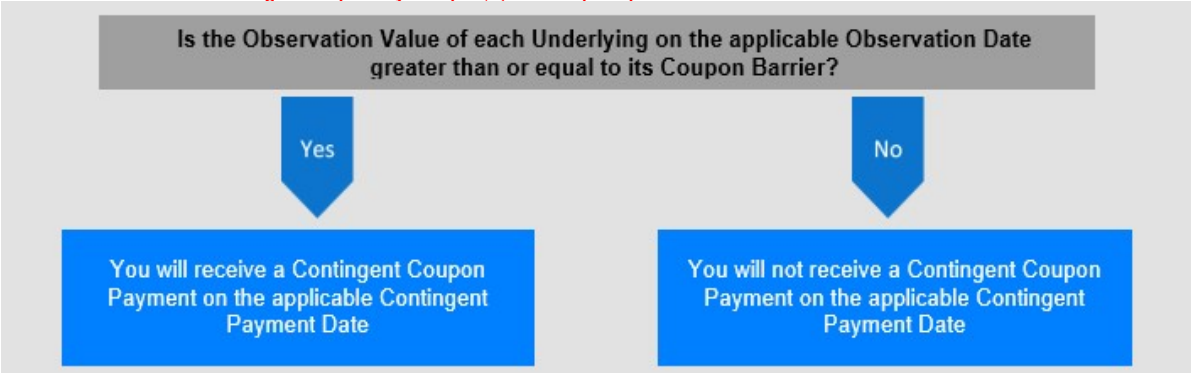 Is the Observation Value of each Underlying on the applicable Observation Date
greater than or equal to its Coupon Barrier?
Yes
No
You will receive a Contingent Coupon
Payment on the applicable Contingent
Payment Date
You will not receive a Contingent Coupon
Payment on the applicable Contingent
Payment Date